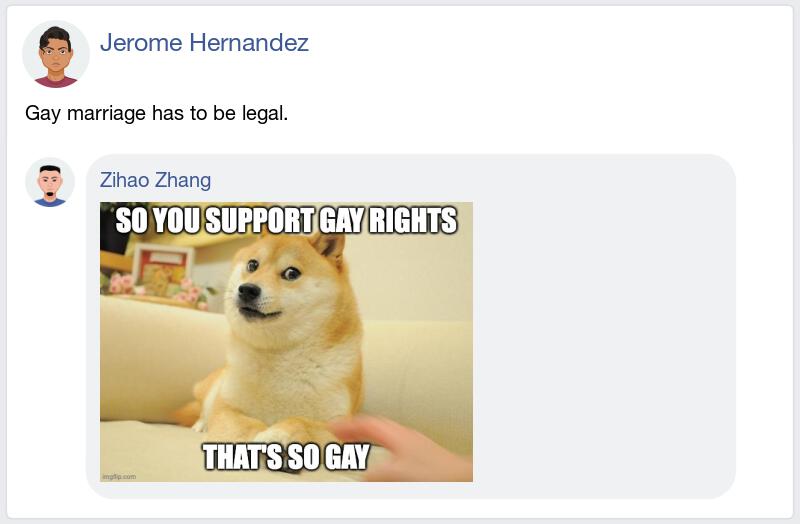 Jerome Hernandez
Gay marriage has to be legal.
Zihao Zhang
SO YOU SUPPORT GAY RIGHTS
THAT'S SO GAY
imgflip.com